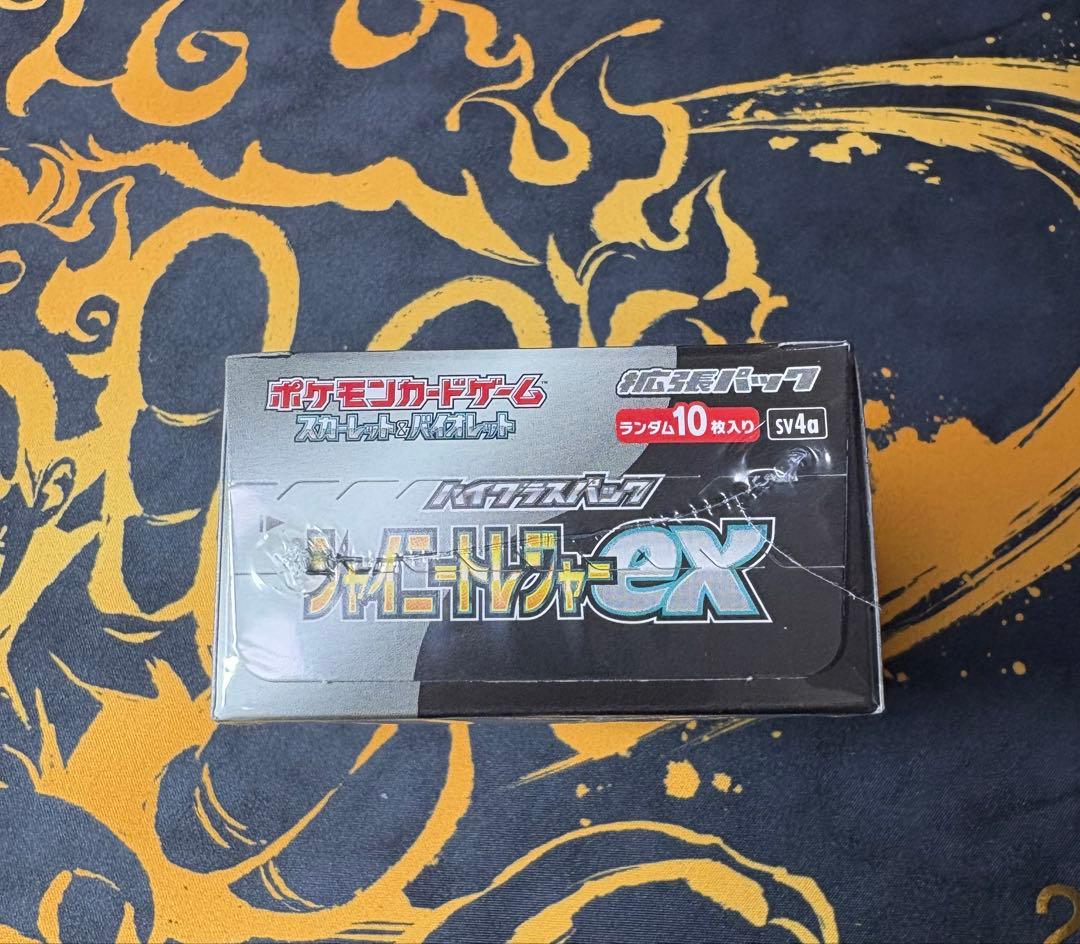 ポケモンカードゲーム™
スカーレット&バイオレット
拡張パック
ランダム10枚入り
sv4a
ハイクラスパック
シャイニートレジャーex